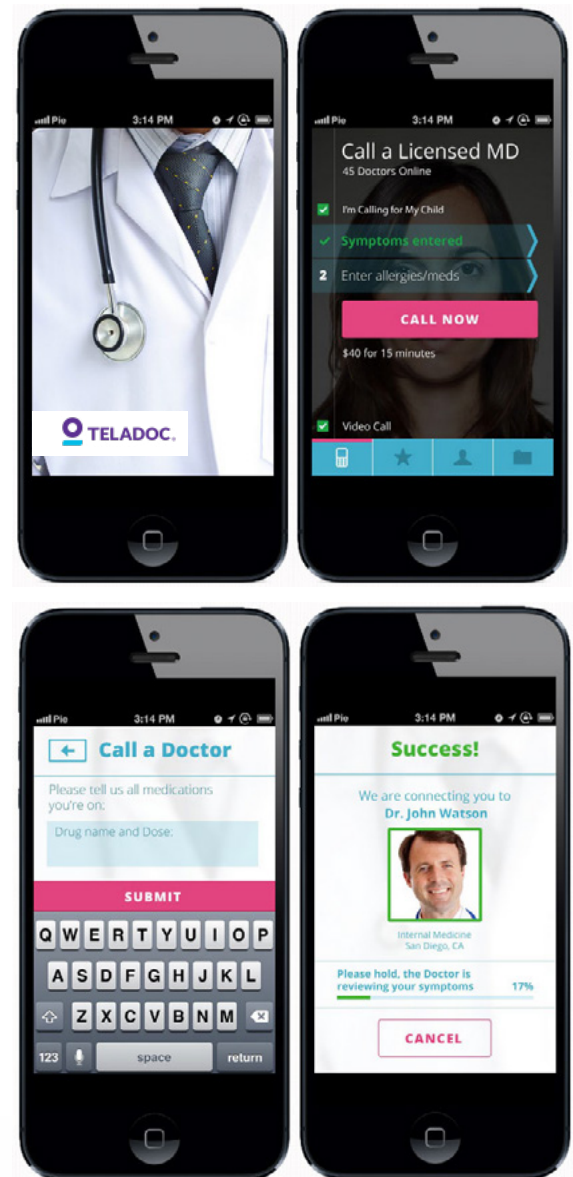 Pie 3:14 PM
TELADOC.
Pie 3:14 PM
Call a Licensed MD
45 Doctors Online
I'm Calling for My Child
Symptoms entered
2 Enter allergies/meds
CALL NOW
$40 for 15 minutes
Video Call
Pie 3:14 PM
Call a Doctor
Please tell us all medications
you're on:
Drug name and Dose:
SUBMIT
Q W E R T Y U I O P
A S D F G H J K L
Z X C V B N M
123 space return
Pie 3:14 PM
Success!
We are connecting you to
Dr. John Watson
Internal Medicine
San Diego, CA
Please hold, the Doctor is
reviewing your symptoms 17%
CANCEL